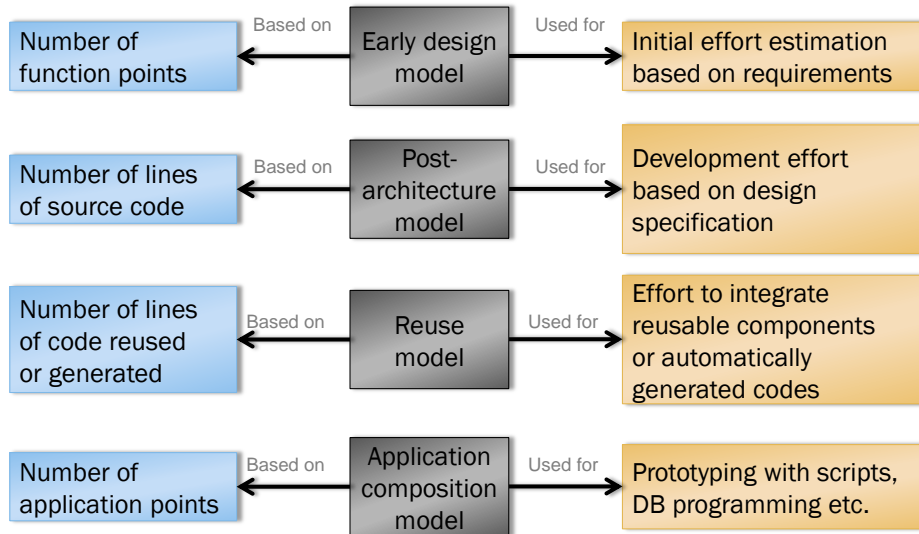 Number of
function points
Based on
Early design
model
Used for
Initial effort estimation
based on requirements
Number of lines
of source code
Based on
Post-
architecture
model
Used for
Development effort
based on design
specification
Number of lines
of code reused
or generated
Based on
Reuse
model
Used for
Effort to integrate
reusable components
or automatically
generated codes
Number of
application points
Based on
Application
composition
model
Used for
Prototyping with scripts,
DB programming etc.